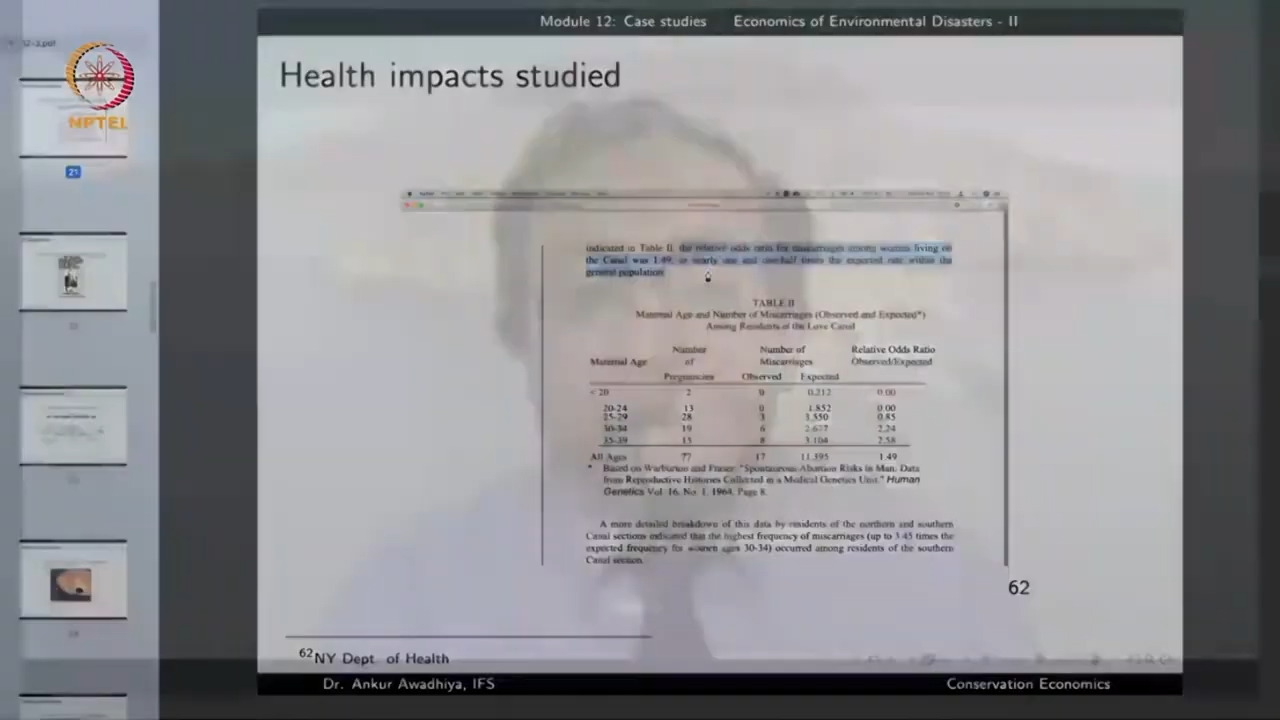 Module 12: Case studies Economics of Environmental Disasters - II
12-3.pdf
NPTEL
21
Health impacts studied
indicated in Table II, the relative odds ratio for miscarriages among women living on
the Canal was 1.49, or nearly one and one-half times the expected rate within the
general population.
TABLE II
Maternal Age and Number of Miscarriages (Observed and Expected*)
Among Residents of the Love Canal
Number Number of Relative Odds Ratio
Maternal Age of Miscarriages Observed/Expected
Pregnancies Observed Expected
< 20 2 0 0.212 0.00
20-24 13 0 1.852 0.00
25-29 28 3 3.550 0.85
30-34 19 6 2.677 2.24
35-39 15 8 3.104 2.58
All Ages 77 17 11.395 1.49
* Based on Warburton and Fraser: "Spontaneous Abortion Risks in Man: Data
from Reproductive Histories Collected in a Medical Genetics Unit." Human
Genetics Vol. 16, No. 1, 1964, Page 8.
A more detailed breakdown of this data by residents of the northern and southern
Canal sections indicated that the highest frequency of miscarriages (up to 3.45 times the
expected frequency for women ages 30-34) occurred among residents of the southern
Canal section.
62
62 NY Dept. of Health
Dr. Ankur Awadhiya, IFS Conservation Economics